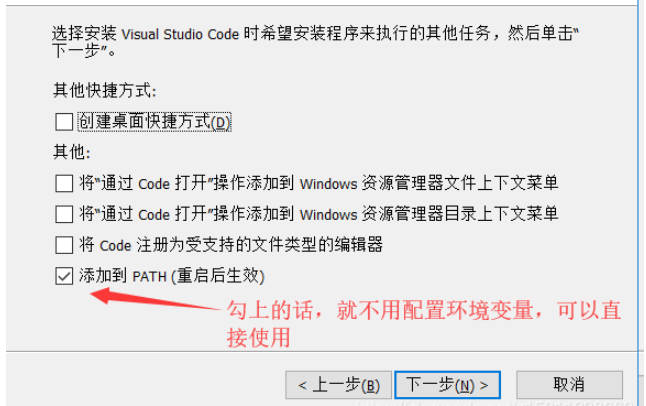 选择安装 Visual Studio Code 时希望安装程序来执行的其他任务，然后单击“
下一步”。
其他快捷方式:
创建桌面快捷方式(D)
其他:
将“通过 Code 打开“操作添加到 Windows 资源管理器文件上下文菜单
将“通过 Code 打开“操作添加到 Windows 资源管理器目录上下文菜单
将 Code 注册为受支持的文件类型的编辑器
添加到 PATH (重启后生效)
勾上的话，就不用配置环境变量，可以直
接使用
< 上一步(B)
下一步(N) >
取消